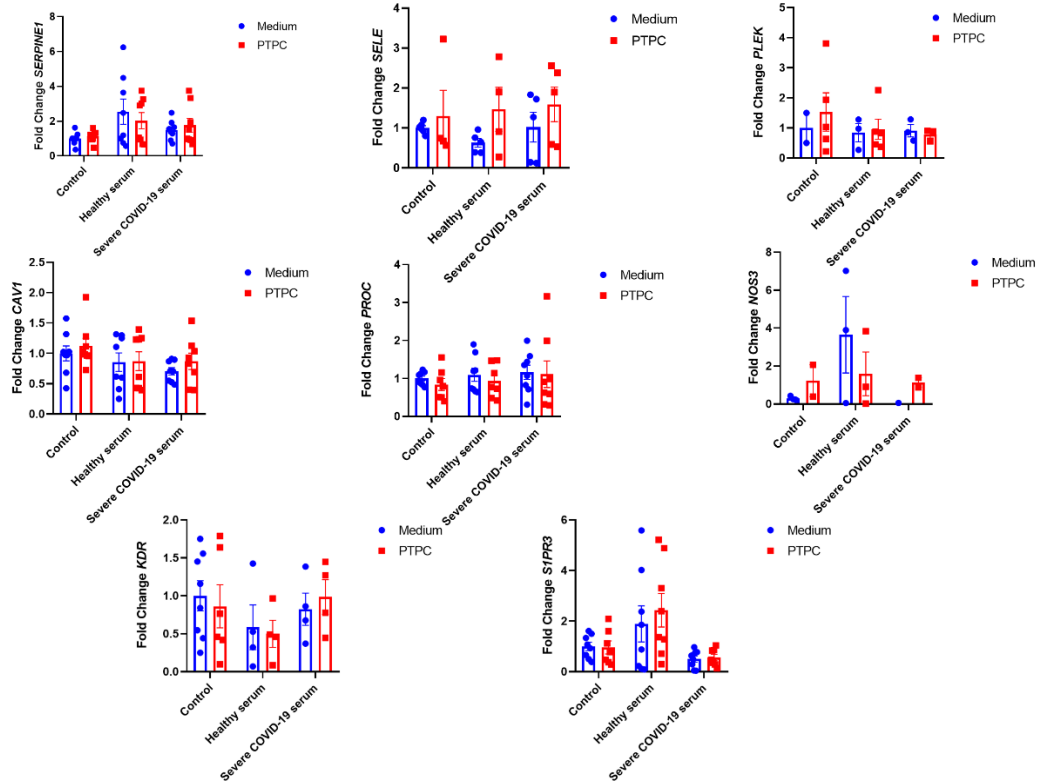 Fold Change SERPINE1
8
6
4
2
0
Medium
PTPC
Control
Healthy serum
Severe COVID-19 serum
Fold Change SELE
4
3
2
1
0
Medium
PTPC
Control
Healthy serum
Severe COVID-19 serum
Fold Change PLEK
5
4
3
2
1
0
Medium
PTPC
Control
Healthy serum
Severe COVID-19 serum
Fold Change CAV1
2.5
2.0
1.5
1.0
0.5
0.0
Medium
PTPC
Control
Healthy serum
Severe COVID-19 serum
Fold Change PROC
4
3
2
1
0
Medium
PTPC
Control
Healthy serum
Severe COVID-19 serum
Fold Change NOS3
8
6
4
2
0
Medium
PTPC
Control
Healthy serum
Severe COVID-19 serum
Fold Change KDR
2.0
1.5
1.0
0.5
0.0
Medium
PTPC
Control
Healthy serum
Severe COVID-19 serum
Fold Change S1PR3
6
4
2
0
Medium
PTPC
Control
Healthy serum
Severe COVID-19 serum